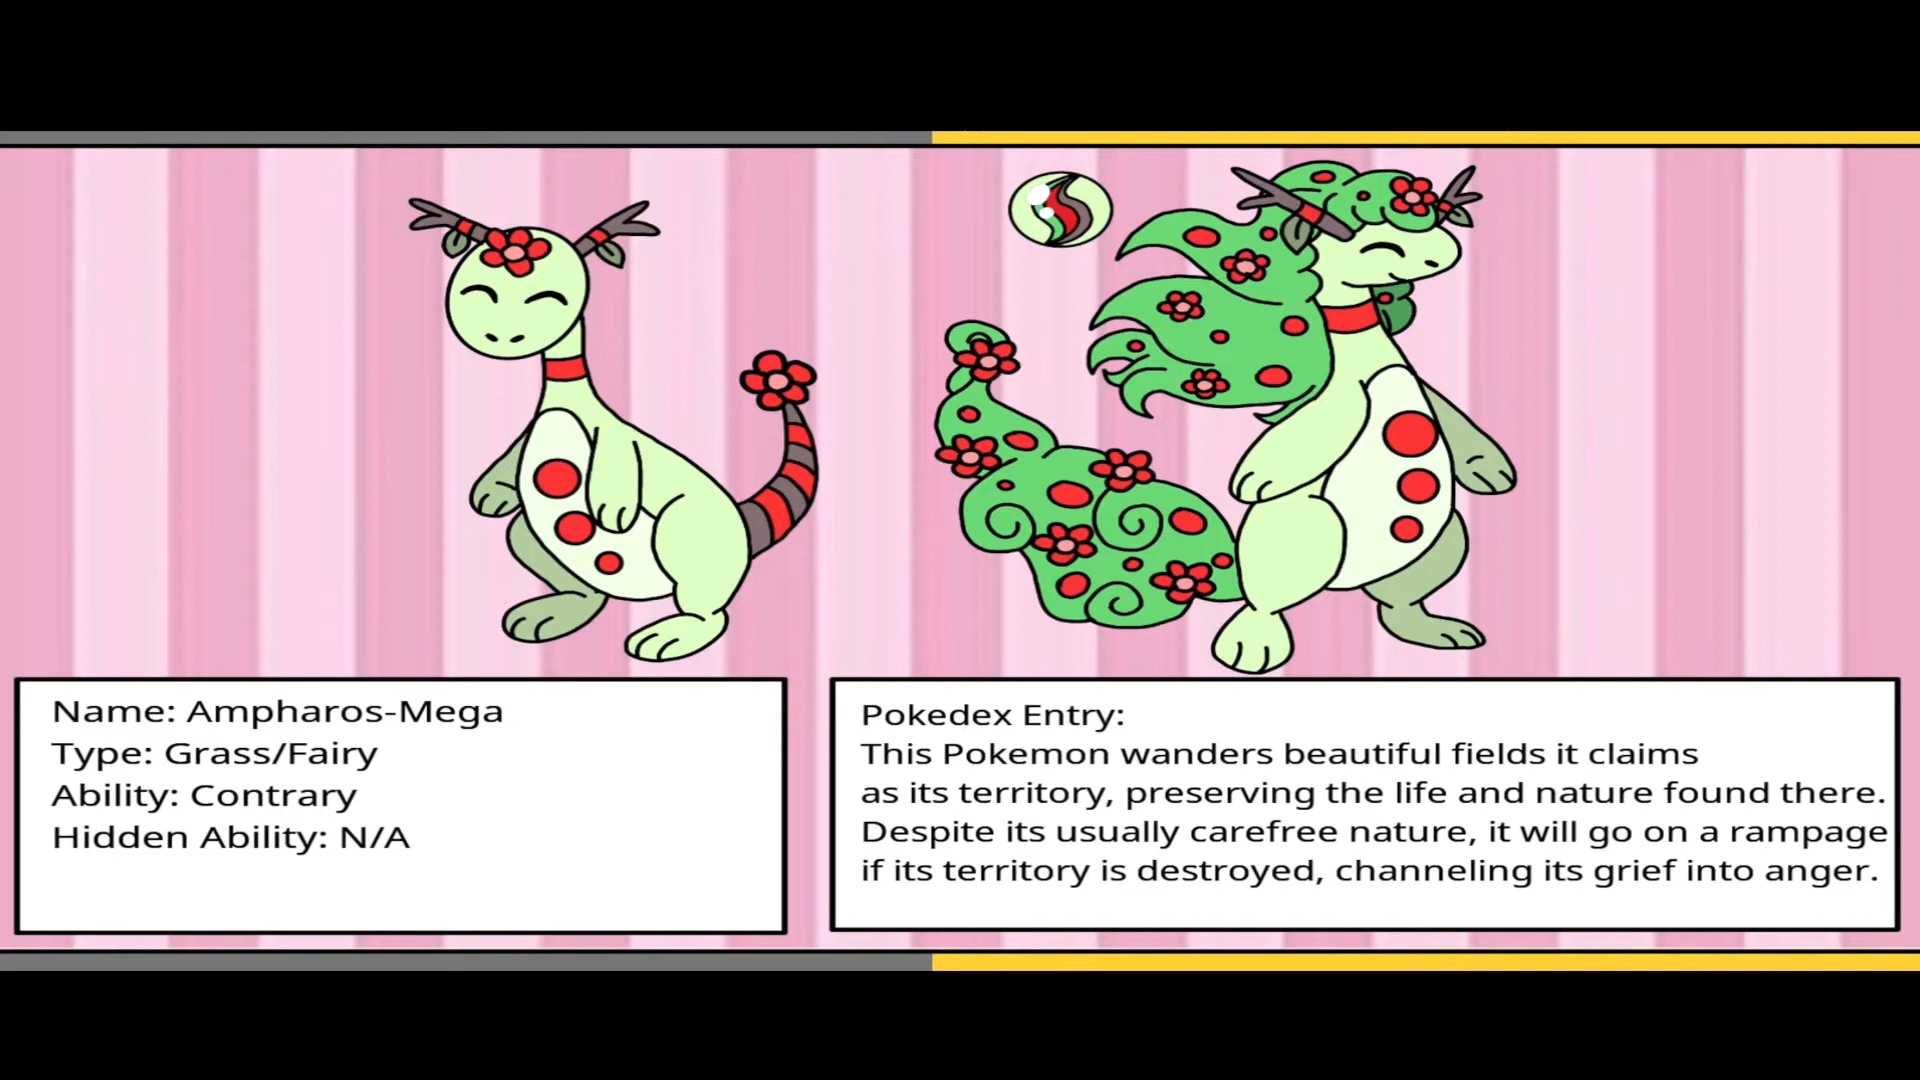 Name: Ampharos-Mega
Type: Grass/Fairy
Ability: Contrary
Hidden Ability: N/A
Pokedex Entry:
This Pokemon wanders beautiful fields it claims
as its territory, preserving the life and nature found there.
Despite its usually carefree nature, it will go on a rampage
if its territory is destroyed, channeling its grief into anger.